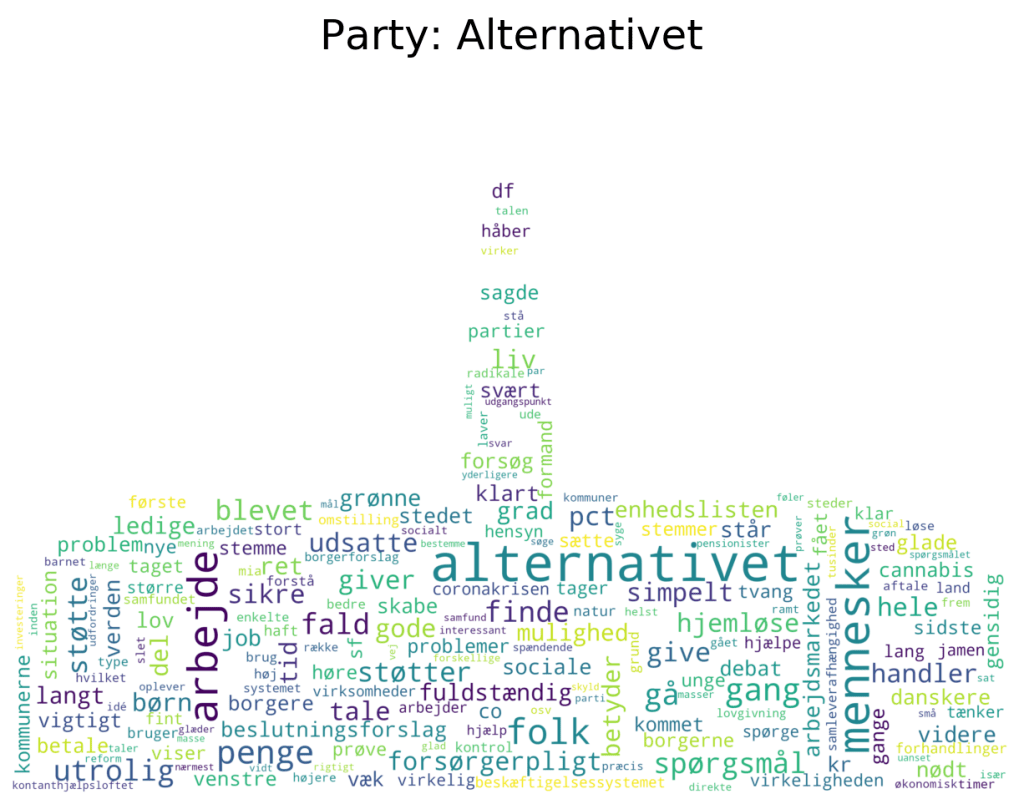 Party: Alternativet
df
talen
håber
virker
sagde
stå
partier
liv
radikale par
svært
muligt
udgangspunkt
laver
ude
svar
formand
forsøg
yderligere
klart
kommuner
første
blevet
mål
grønne
grad
pct
enhedslisten
føler
steder
klar
ledige
arbejdet
stort
omstilling
stedet
hensyn
sætte
syge
stemmer
står
prøver
fået
social
løse
problem
nye
mening
stemme
udsatte
bestemme
søge
pensionister
tusinder
grøn
sted
glade
barnet
længe
taget
arbejde
mia
ret
borgerforslag
alternativet
mennesker
spørgsmålet
cannabis
investeringer
inden
situation
støtte
udfordringer
verden
større
samfundet
sikre
forstå
giver
coronakrisen
tager
simpelt
tvang
arbejdsmarkedet
samleverafhængighed
aftale
land
gensidig
lov
enkelte
bedre
skabe
samfund
finde
natur
helst
ramt
hele
frem
del
slet
job
haft
tid
fald
sf
gode
interessant
mulighed
grund
hjemløse
gået
hjælpe
sidste
type
hvilket
brug
høj
række
vej
problemer
spændende
forskellige
give
debat
lang
jamen
kommunerne
høre
støtter
sociale
betyder
unge
gang
handler
sat
langt
idé
oplever
børn
systemet
borgere
virksomheder
fuldstændig
skyld
parti
gå
masser
danskere
vigtigt
fint
bruger
glæder
masse
tale
arbejder
co
osv
lovgivning
gange
små
tænker
betale
taler
reform
viser
beslutningsforslag
hjælp
folk
kommet
spørge
videre
utrolig
nærmest
penge
prøve
glad
kontrol
borgerne
forhandlinger
uanset
rigtigt
forsørgerpligt
præcis
spørgsmål
kr
nødt
især
kontanthjælpsloftet
venstre
højere
væk
virkelig
beskæftigelsessystemet
direkte
virkeligheden
økonomisk
timer